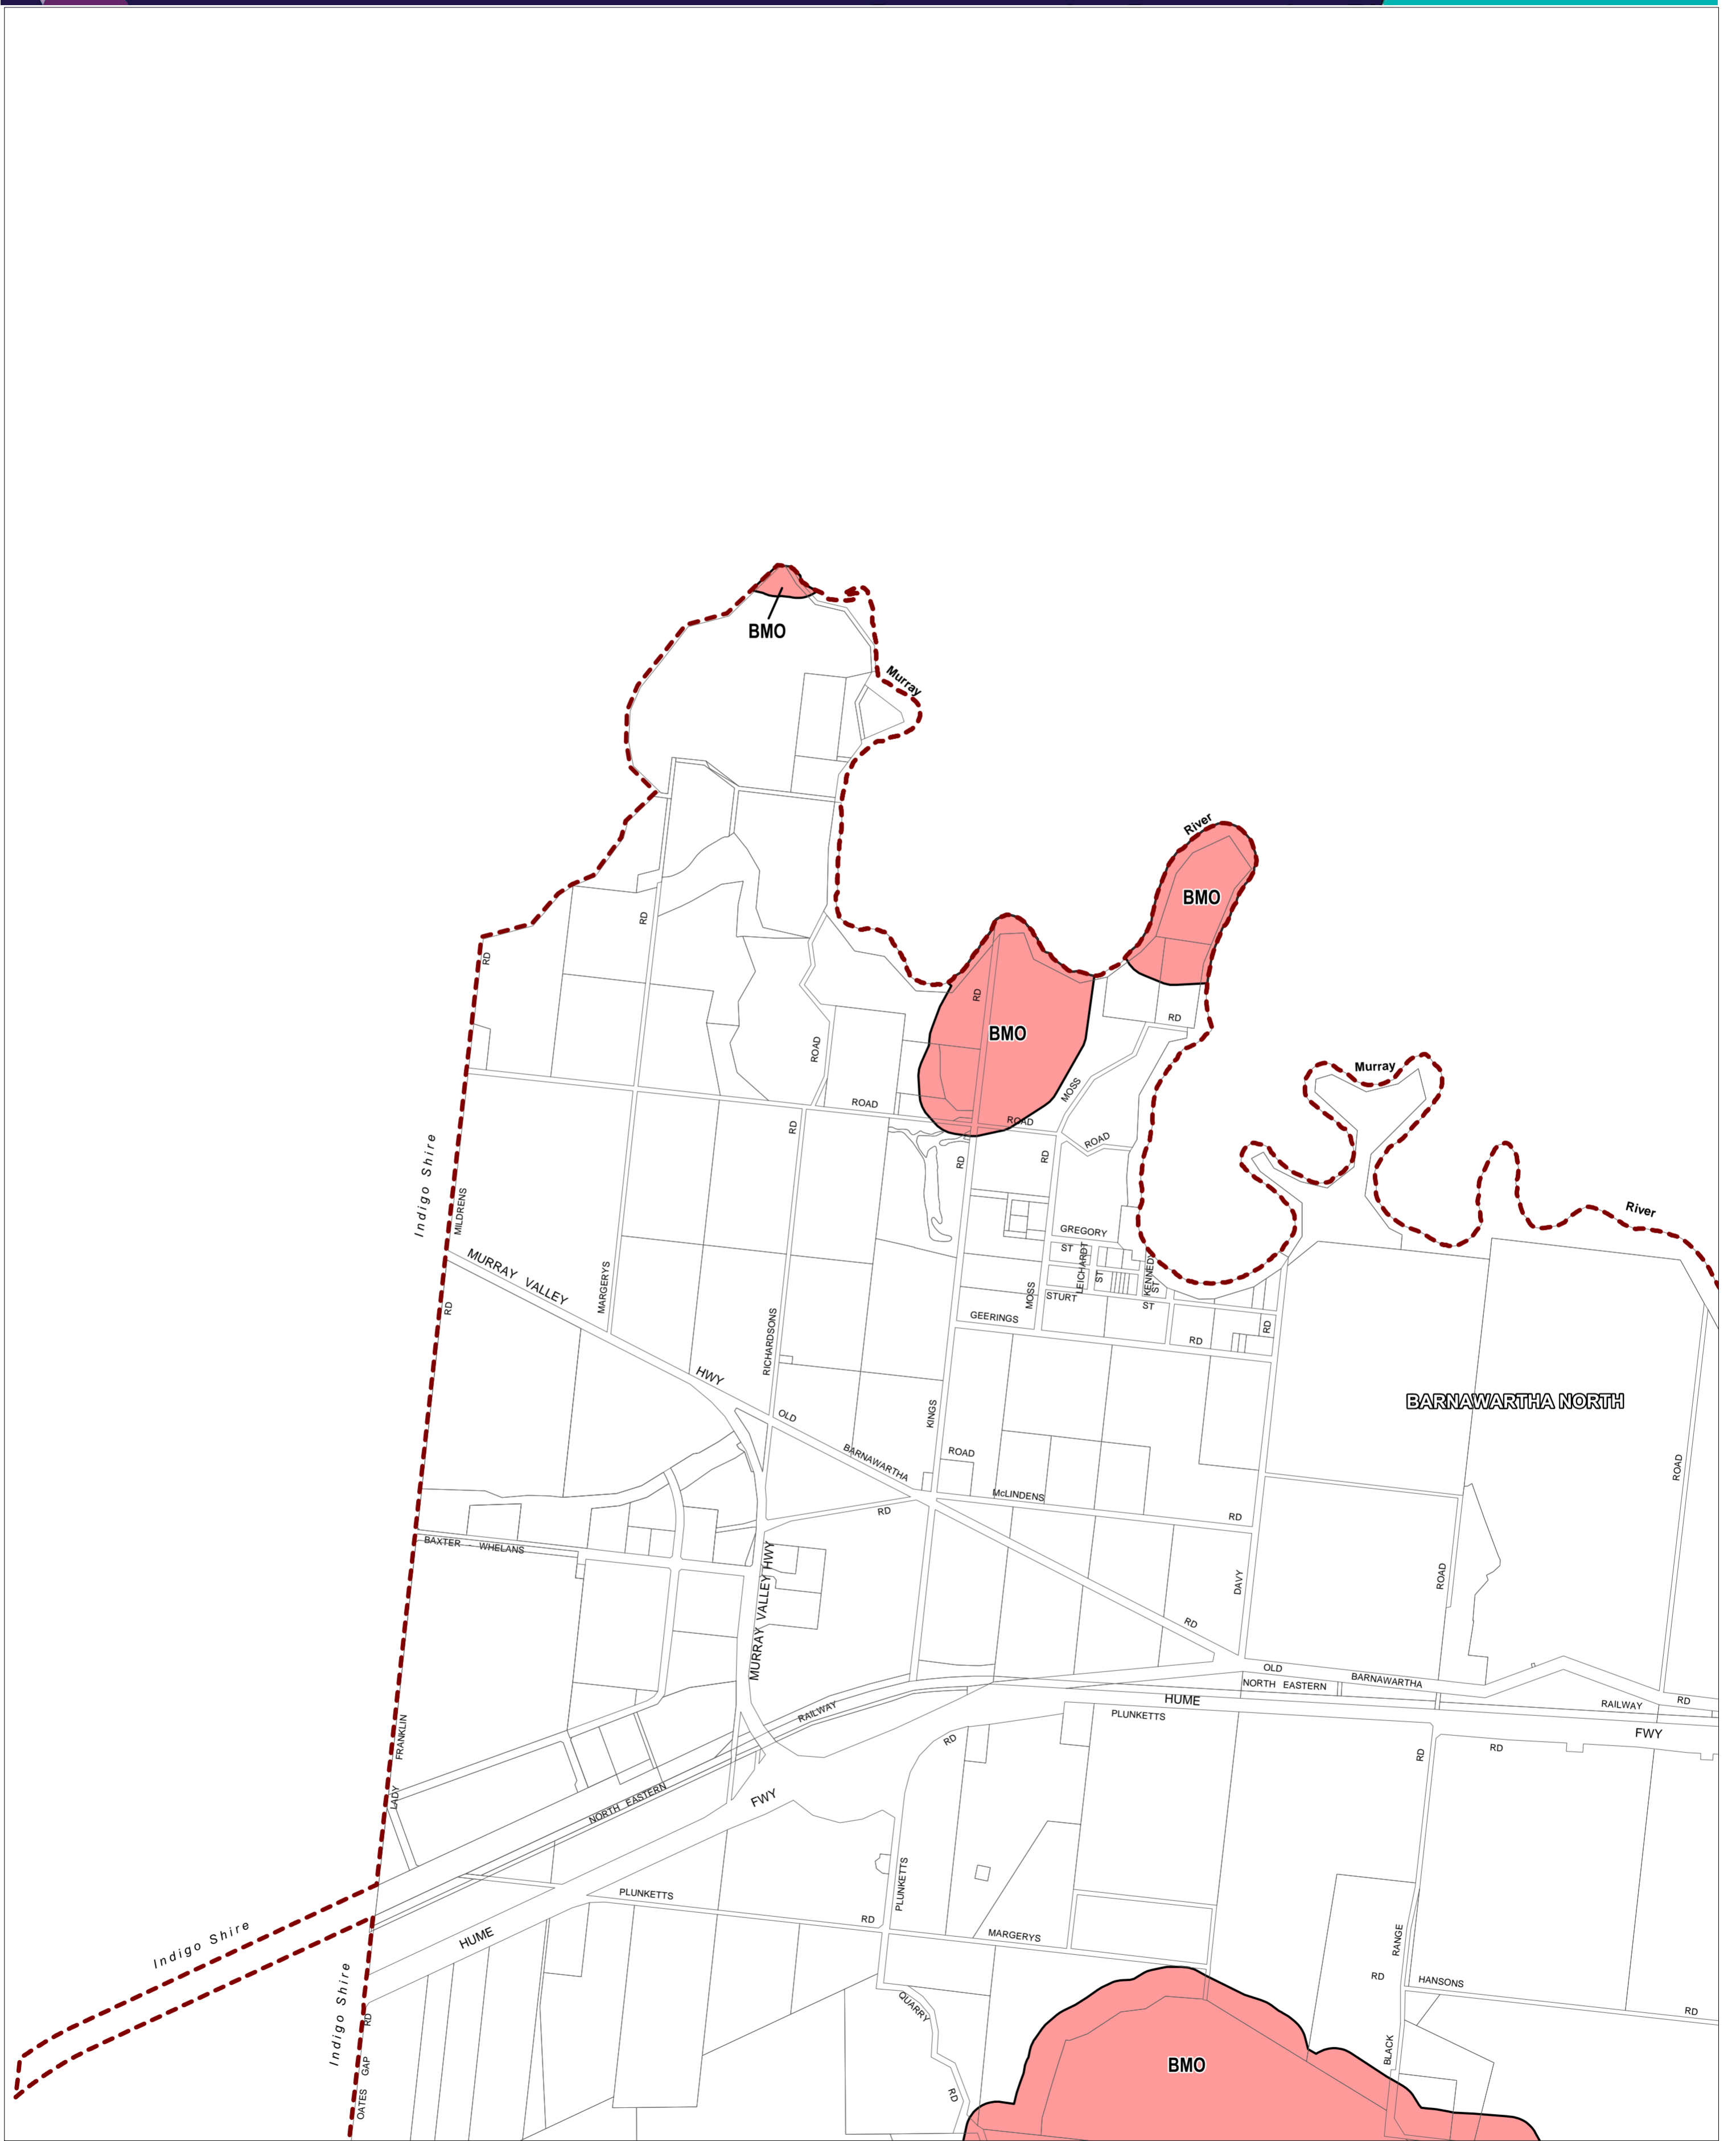 BMO
Murray
River
BMO
RD
RD
RD
BMO
RD
Murray
ROAD
MOSS
ROAD
ROAD
RD
ROAD
RD
RD
Indigo Shire
MILDRENS
River
GREGORY
ST
LEICHARDT
ST
KENNEDY
ST
MURRAY VALLEY
MARGERYS
MOSS
STURT
ST
RD
GEERINGS
RD
RD
RICHARDSONS
HWY
BARNAWARTHA NORTH
OLD
KINGS
BARNAWARTHA
ROAD
ROAD
McLINDENS
RD
RD
BAXTER - WHELANS
MURRAY VALLEY HWY
DAVY
ROAD
RD
OLD
BARNAWARTHA
NORTH EASTERN
HUME
RAILWAY
RD
RAILWAY
PLUNKETTS
FWY
FRANKLIN
RD
RD
RD
LADY
NORTH EASTERN
FWY
PLUNKETTS
PLUNKETTS
RD
MARGERYS
HUME
Indigo Shire
RANGE
RD
HANSONS
RD
Indigo Shire
RD
QUARRY
BLACK
BMO
GAP
RD
OATES